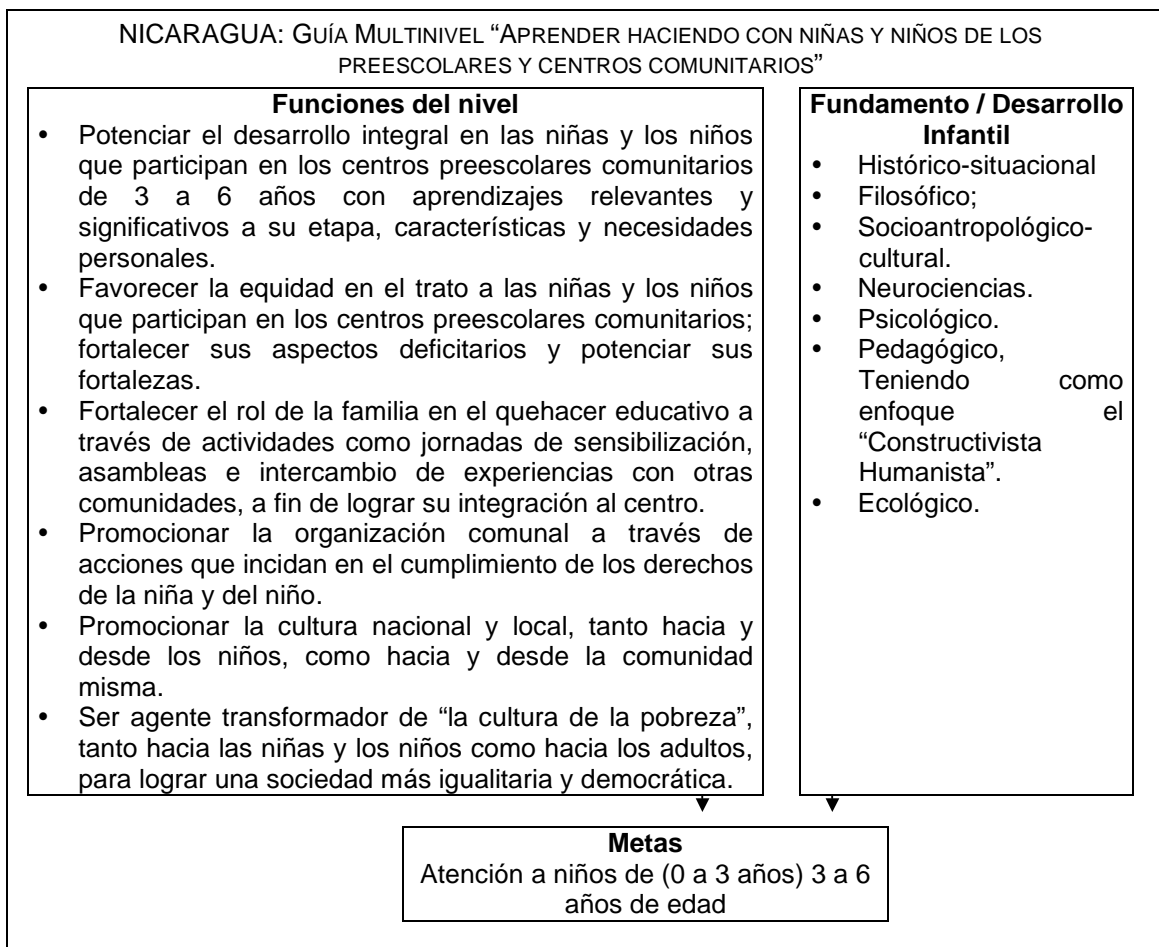 NICARAGUA: GUÍA MULTINIVEL “APRENDER HACIENDO CON NIÑAS Y NIÑOS DE LOS
PREESCOLARES Y CENTROS COMUNITARIOS”
Funciones del nivel
• Potenciar el desarrollo integral en las niñas y los niños
que participan en los centros preescolares comunitarios
de 3 a 6 años con aprendizajes relevantes y
significativos a su etapa, características y necesidades
personales.
• Favorecer la equidad en el trato a las niñas y los niños
que participan en los centros preescolares comunitarios;
fortalecer sus aspectos deficitarios y potenciar sus
fortalezas.
• Fortalecer el rol de la familia en el quehacer educativo a
través de actividades como jornadas de sensibilización,
asambleas e intercambio de experiencias con otras
comunidades, a fin de lograr su integración al centro.
• Promocionar la organización comunal a través de
acciones que incidan en el cumplimiento de los derechos
de la niña y del niño.
• Promocionar la cultura nacional y local, tanto hacia y
desde los niños, como hacia y desde la comunidad
misma.
• Ser agente transformador de “la cultura de la pobreza”,
tanto hacia las niñas y los niños como hacia los adultos,
para lograr una sociedad más igualitaria y democrática.
Fundamento / Desarrollo
Infantil
• Histórico-situacional
• Filosófico;
• Socioantropológico-
cultural.
• Neurociencias.
• Psicológico.
• Pedagógico,
Teniendo como
enfoque el
“Constructivista
Humanista”.
• Ecológico.
Metas
Atención a niños de (0 a 3 años) 3 a 6
años de edad